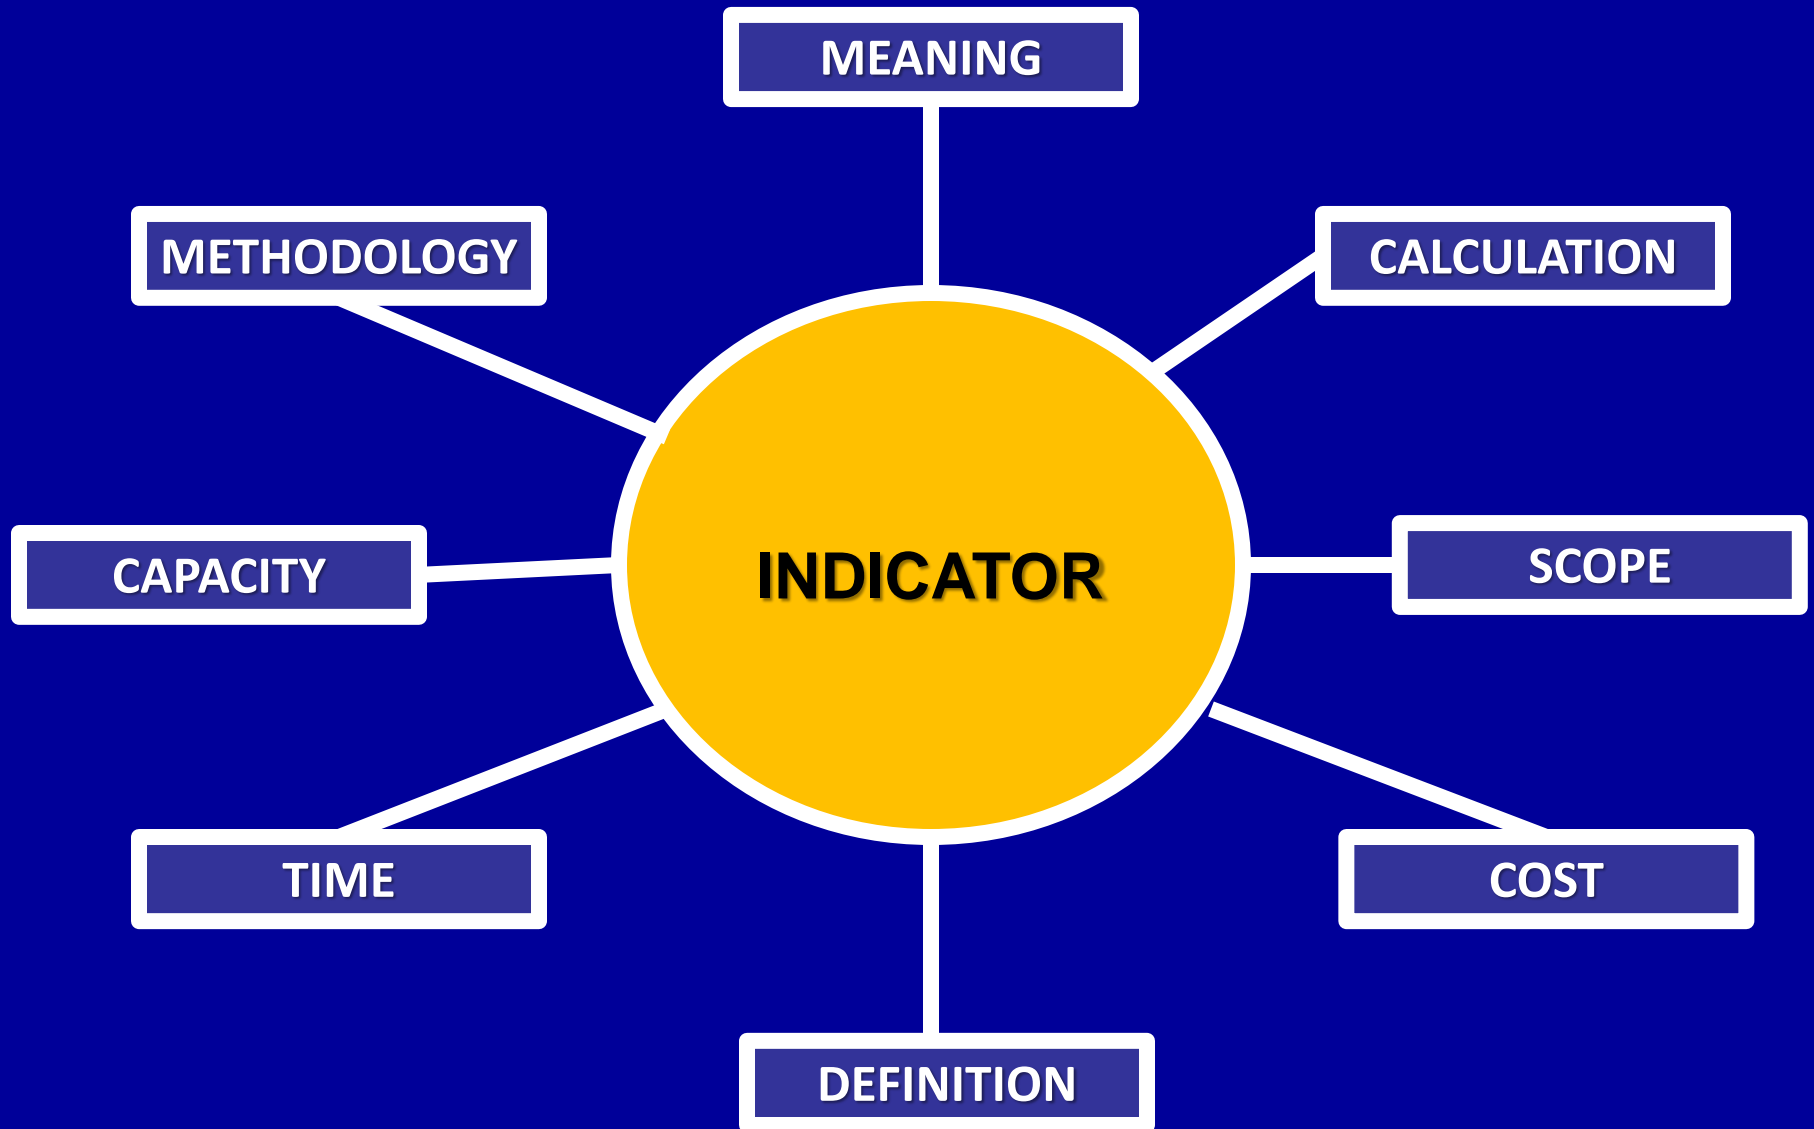 MEANING
METHODOLOGY
CALCULATION
CAPACITY
INDICATOR
SCOPE
TIME
COST
DEFINITION